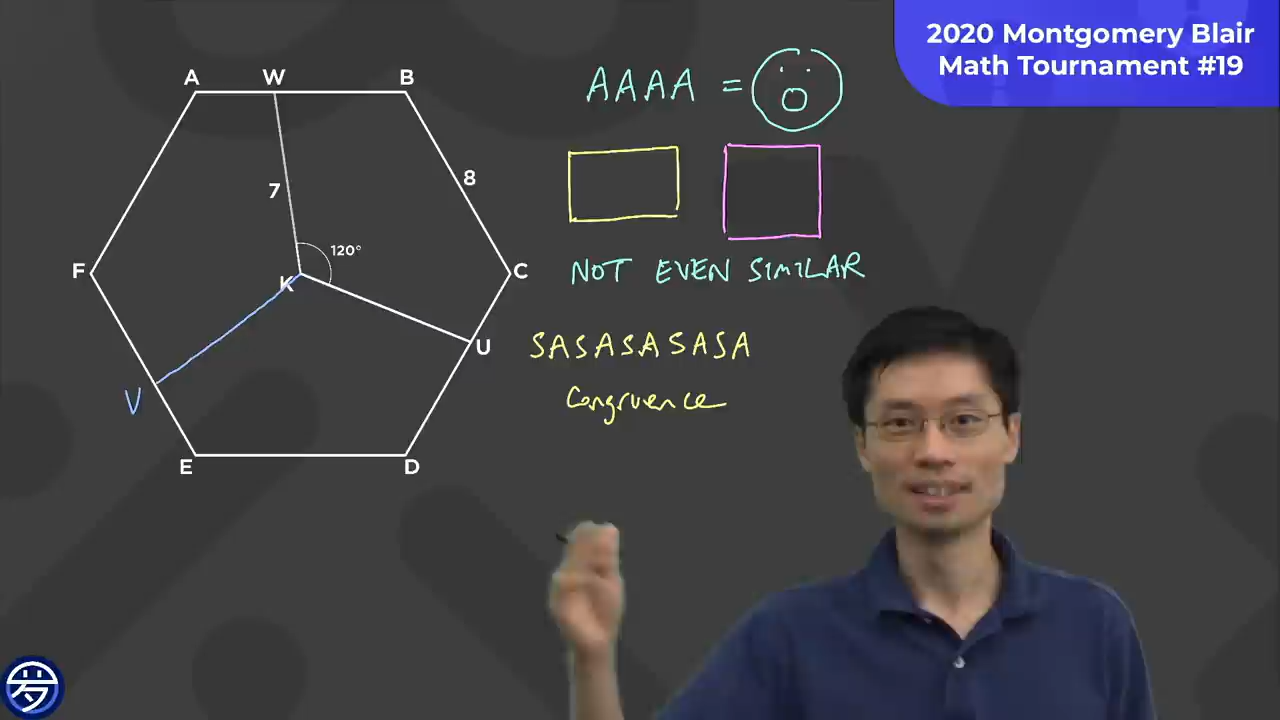 2020 Montgomery Blair
Math Tournament #19
A W B
7
8
120°
F
K
C
U
V
E
D
AAAA =
NOT EVEN SIMILAR
SASASASASA
Congruence